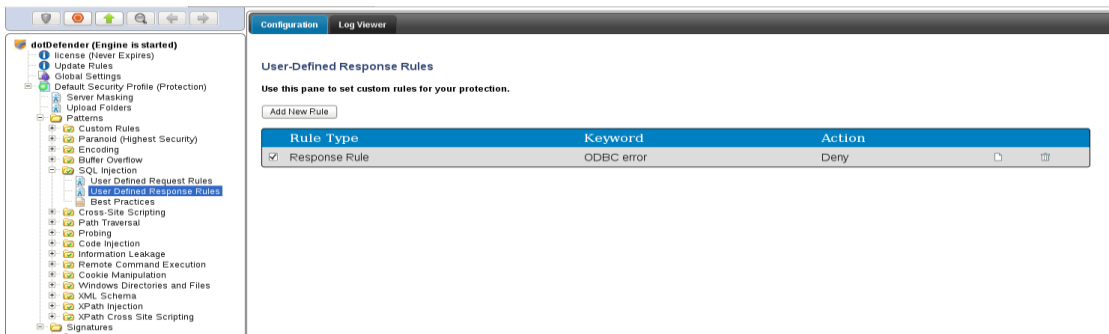 dotDefender (Engine is started)
license (Never Expires)
Update Rules
Global Settings
Default Security Profile (Protection)
Server Masking
Upload Folders
Patterns
Custom Rules
Paranoid (Highest Security)
Encoding
Buffer Overflow
SQL Injection
User Defined Request Rules
User Defined Response Rules
Best Practices
Cross-Site Scripting
Path Traversal
Probing
Code Injection
Information Leakage
Remote Command Execution
Cookie Manipulation
Windows Directories and Files
XML Schema
XPath Injection
XPath Cross Site Scripting
Signatures
Configuration Log Viewer
User-Defined Response Rules
Use this pane to set custom rules for your protection.
Add New Rule
Rule Type Keyword Action
Response Rule ODBC error Deny